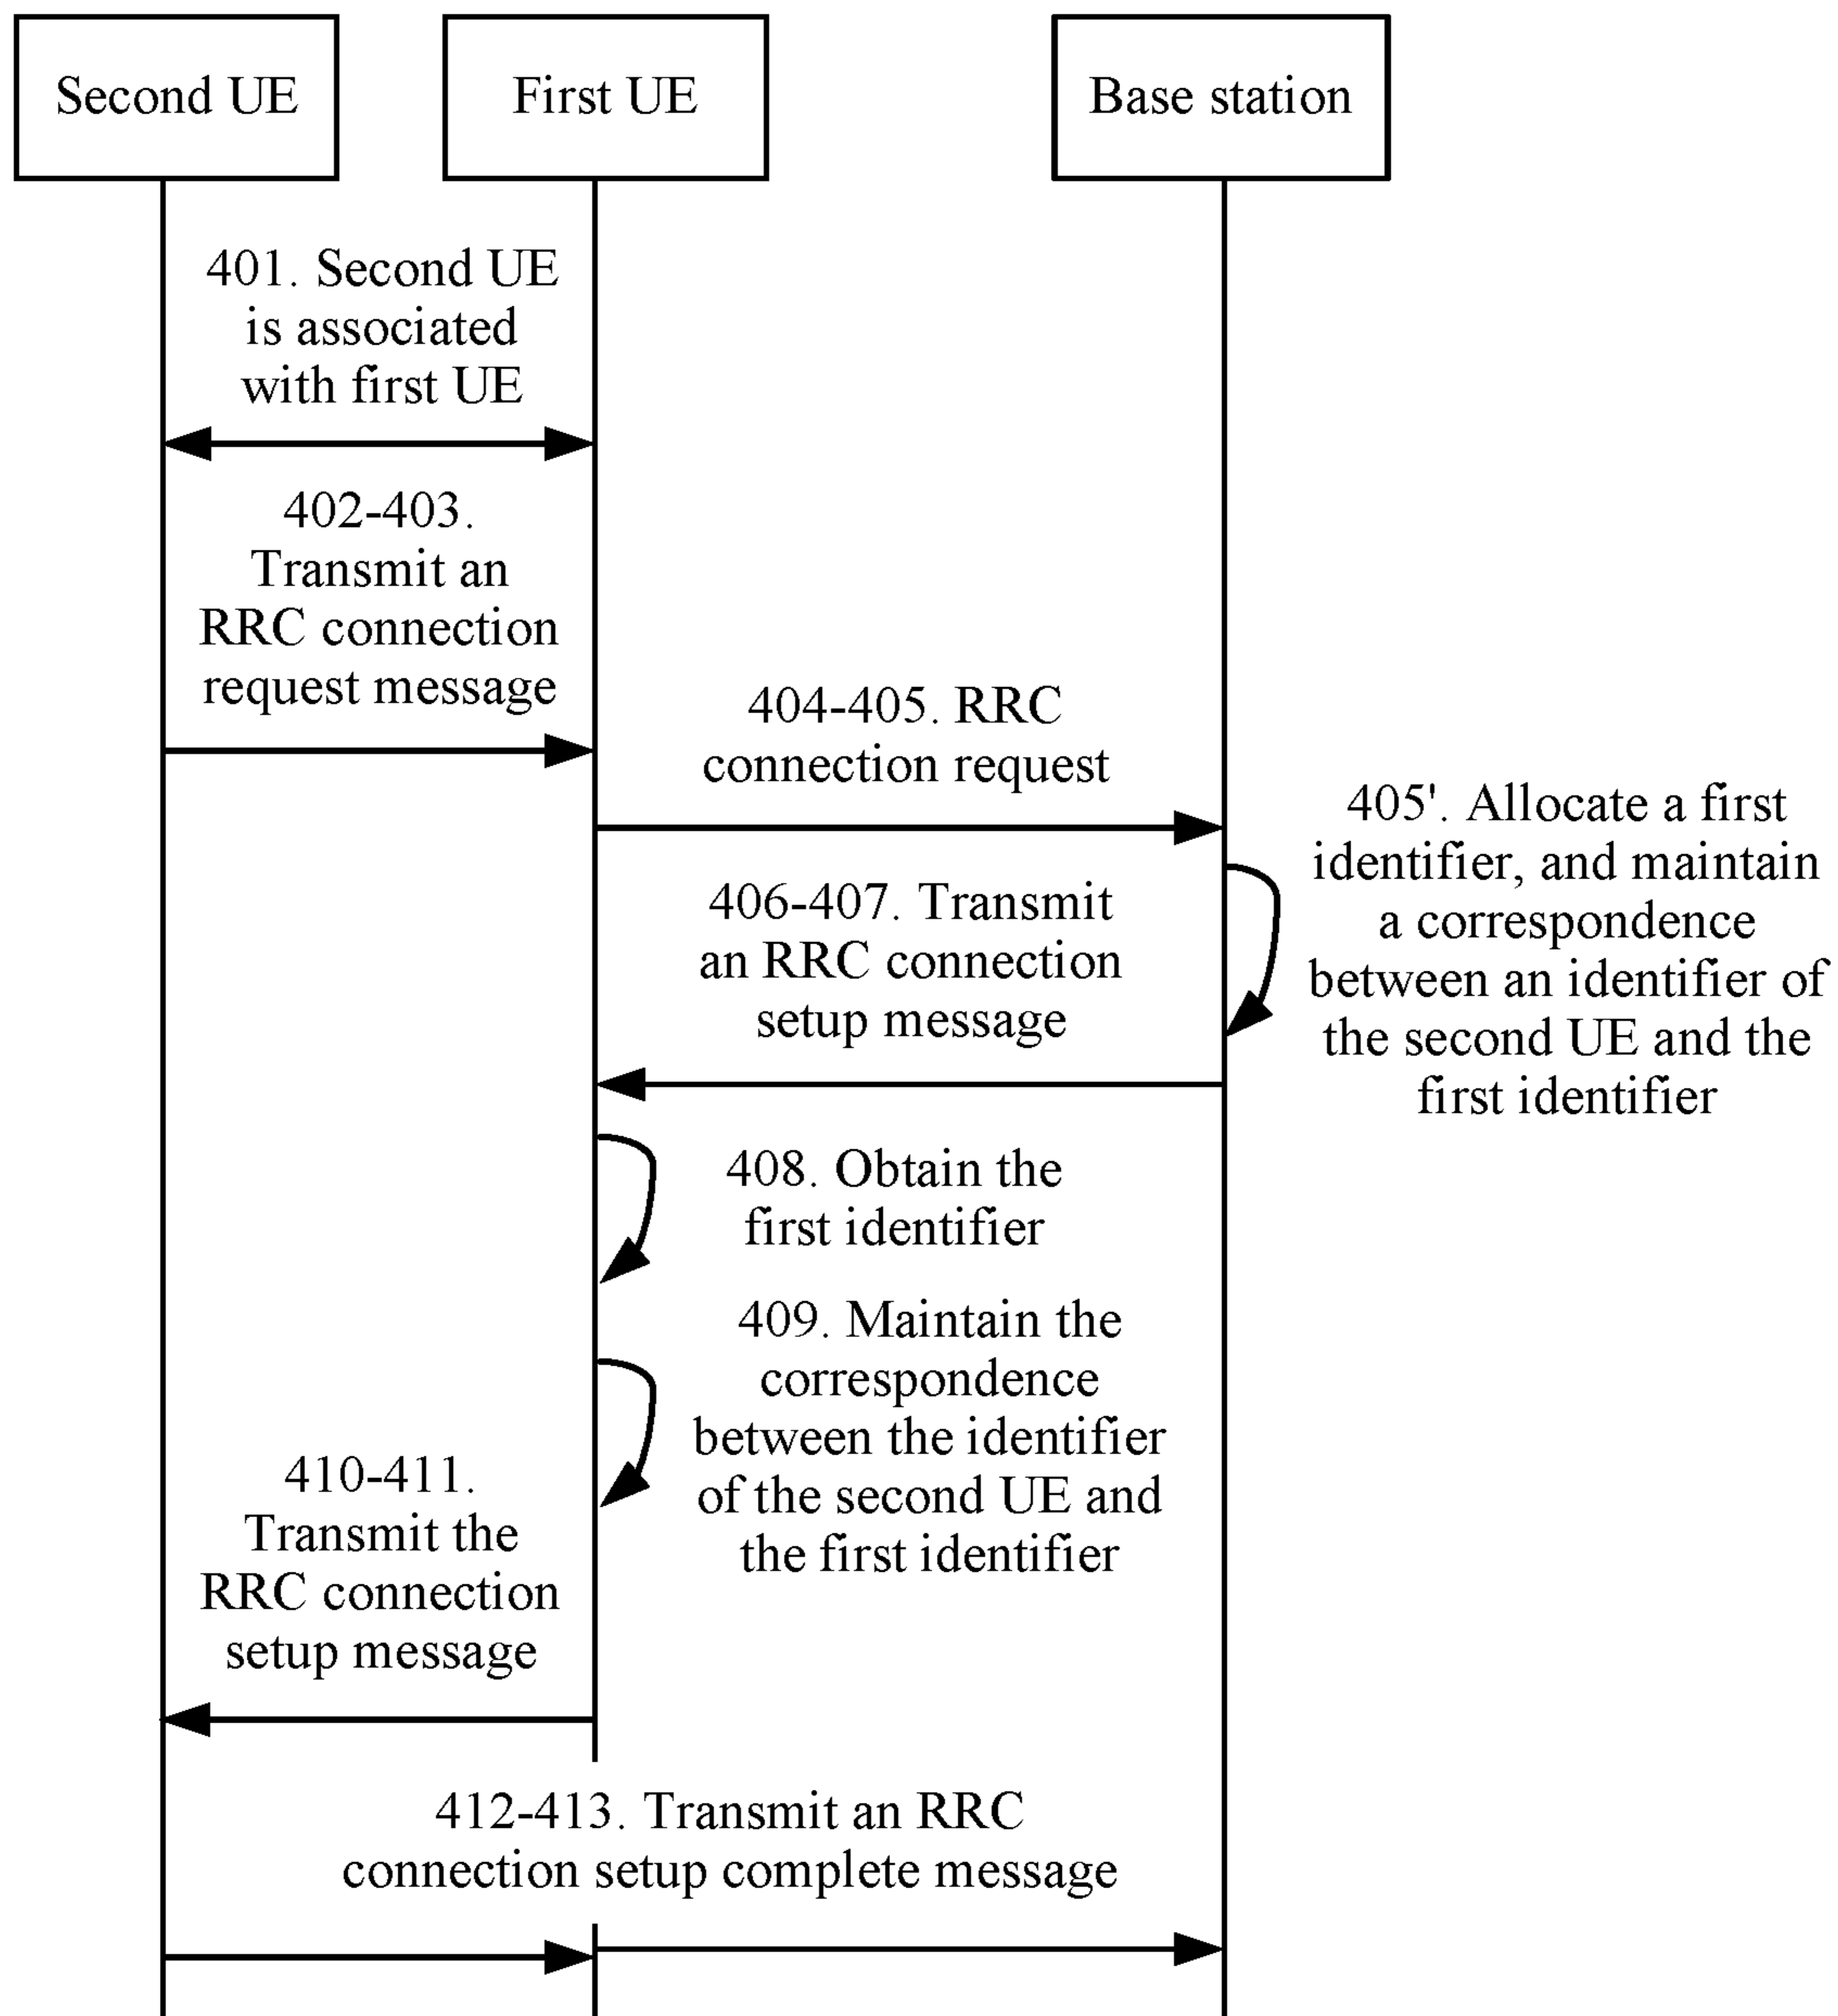 Second UE
First UE
Base station
401. Second UE
is associated
with first UE
402-403.
Transmit an
RRC connection
request message
404-405. RRC
connection request
405'. Allocate a first
identifier, and maintain
a correspondence
between an identifier of
the second UE and the
first identifier
406-407. Transmit
an RRC connection
setup message
408. Obtain the
first identifier
409. Maintain the
correspondence
between the identifier
of the second UE and
the first identifier
410-411.
Transmit the
RRC connection
setup message
412-413. Transmit an RRC
connection setup complete message